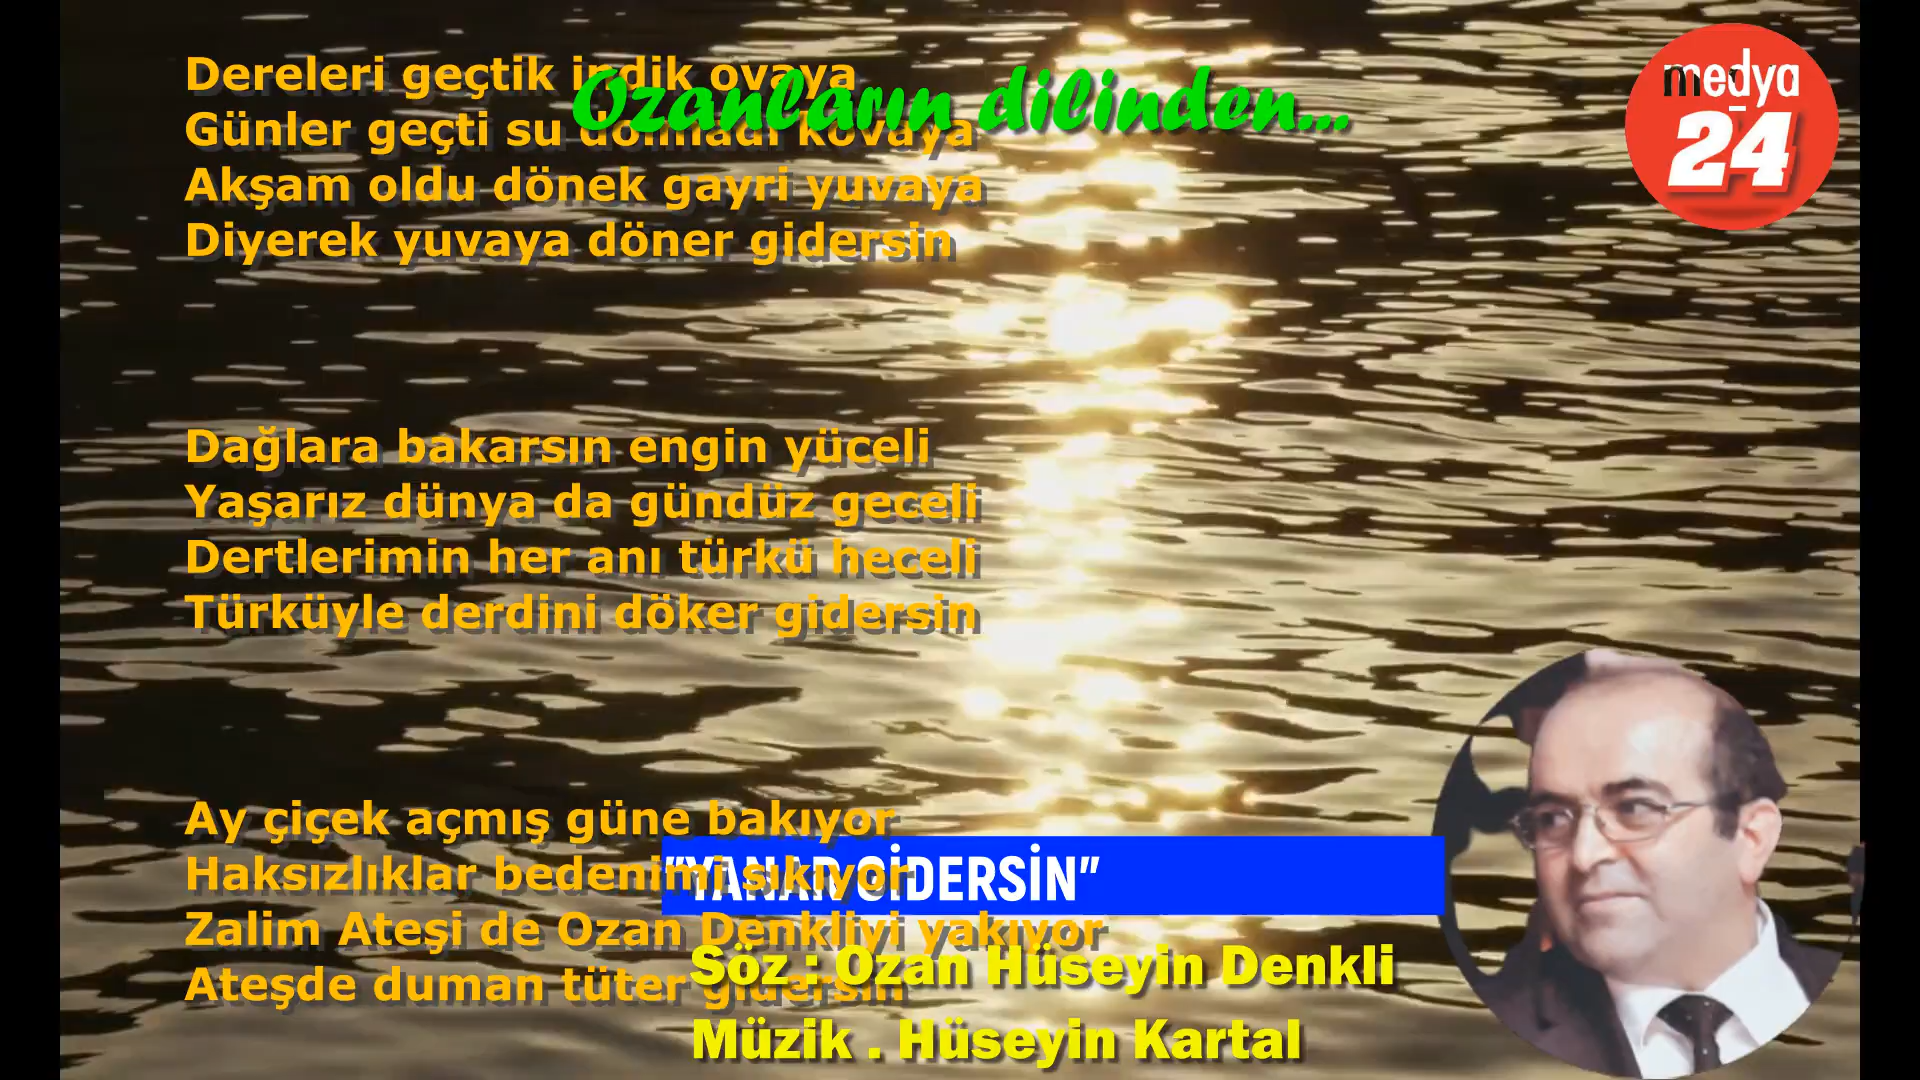 Dereleri geçtik indik ovaya
Günler geçti su dolmadı kovaya
Akşam oldu dönek gayri yuvaya
Diyerek yuvaya döner gidersin
Ozanların dilinden...
medya
24
Dağlara bakarsın engin yüceli
Yaşarız dünya da gündüz geceli
Dertlerimin her anı türkü heceli
Türküyle derdini döker gidersin
Ay çiçek açmış güne bakıyor
Haksızlıklar bedenimi sıkıyor
Zalim Ateşi de Ozan Denkliyi yakıyor
Ateşde duman tüter gidersin
"YANAR GİDERSİN"
Söz : Ozan Hüseyin Denkli
Müzik . Hüseyin Kartal